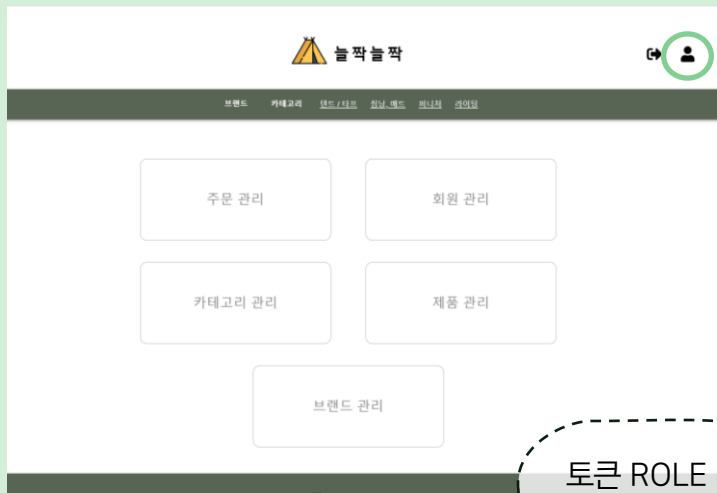 늘짝늘짝
브랜드 카테고리 텐트 / 타프 침낭, 매트 퍼니처 라이팅
주문 관리 회원 관리
카테고리 관리 제품 관리
브랜드 관리
토큰 ROLE